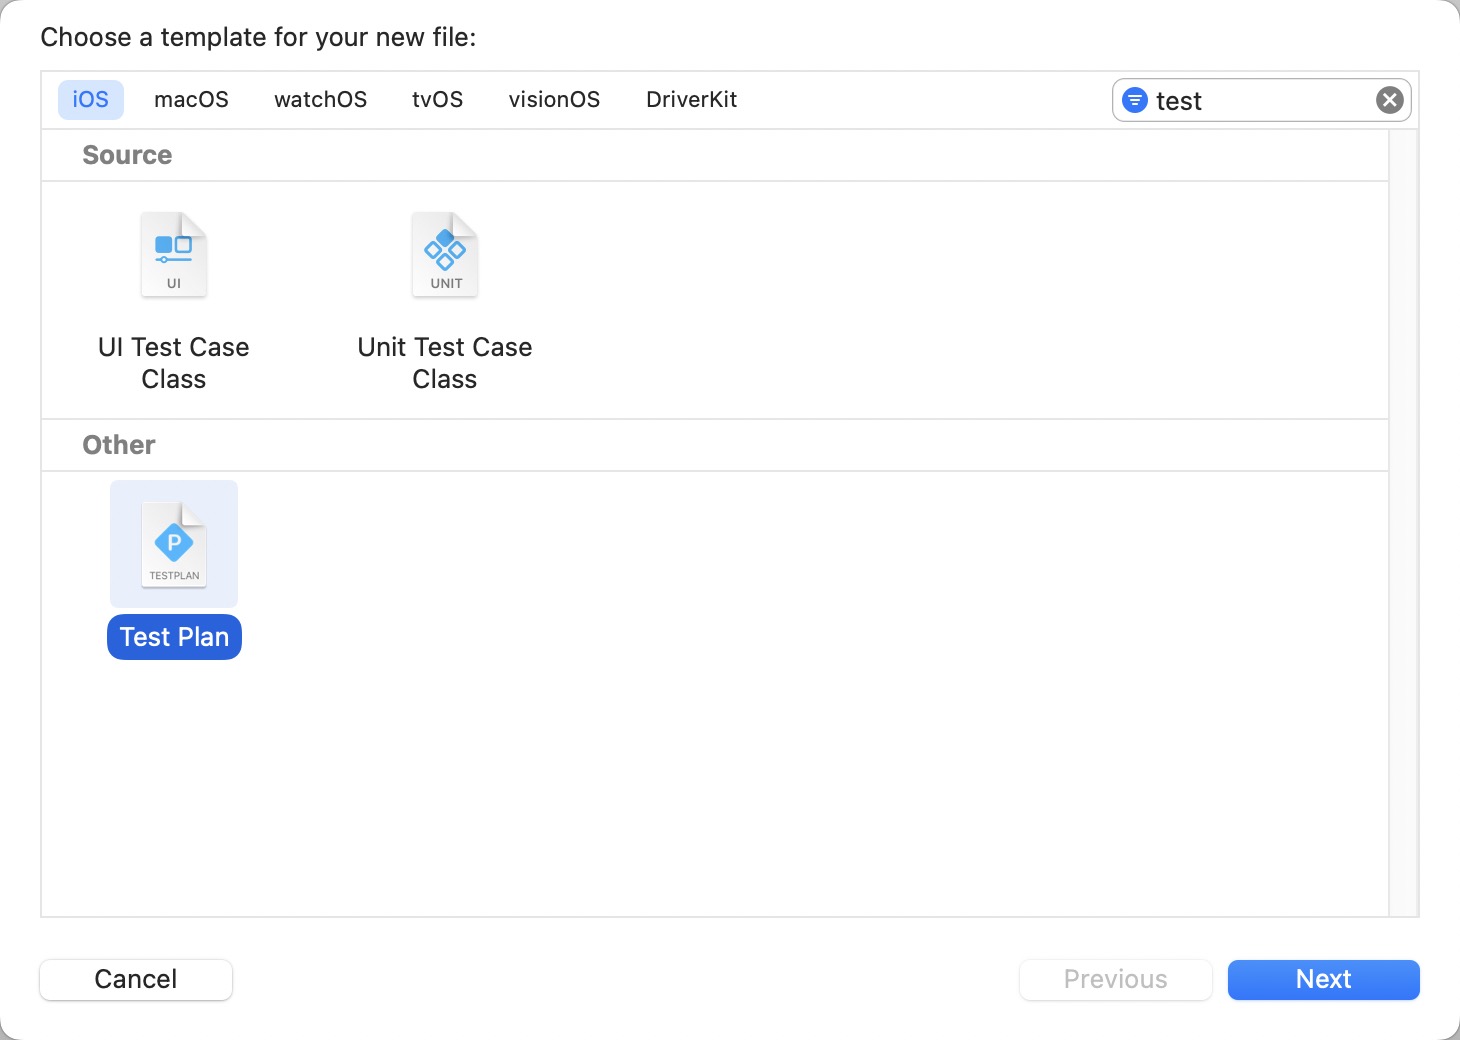 Choose a template for your new file:
iOS macOS watchOS tvOS visionOS DriverKit test
Source
UI UNIT
UI Test Case Class
Unit Test Case Class
Other
P
TESTPLAN
Test Plan
Cancel Previous Next